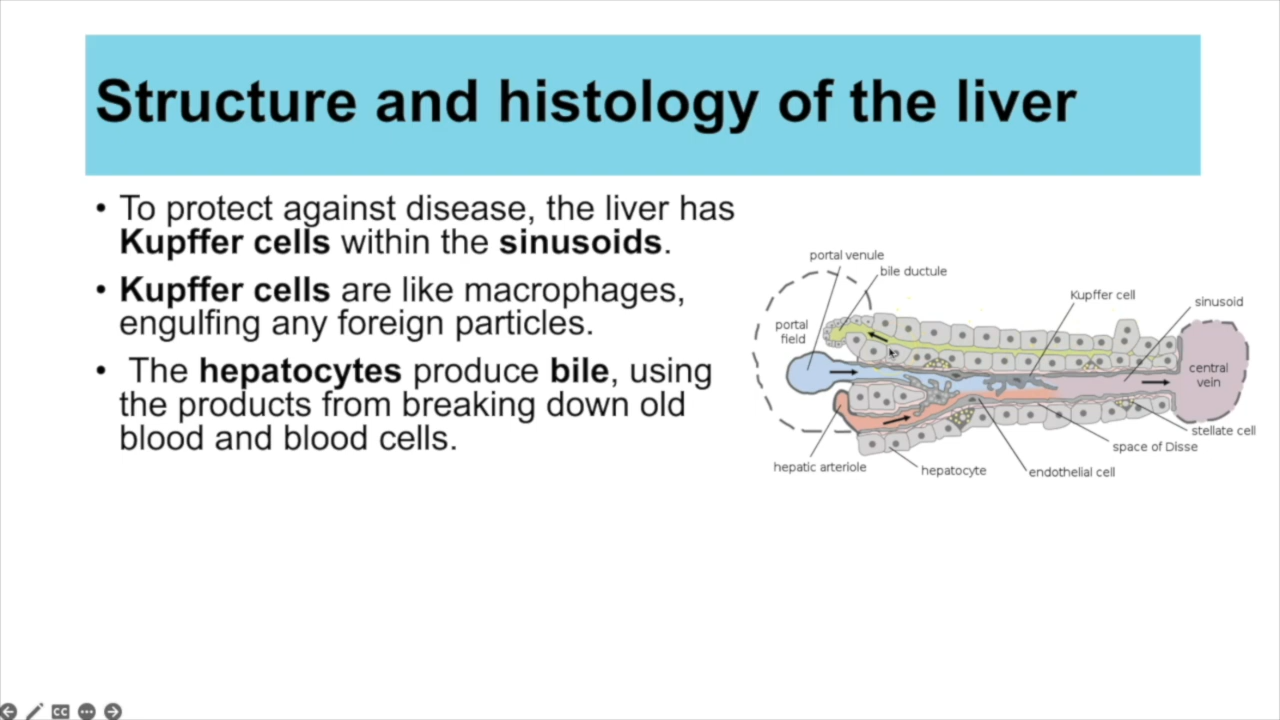 Structure and histology of the liver
• To protect against disease, the liver has
Kupffer cells within the sinusoids.
• Kupffer cells are like macrophages,
engulfing any foreign particles.
• The hepatocytes produce bile, using
the products from breaking down old
blood and blood cells.
portal venule
bile ductule
Kupffer cell
sinusoid
portal
field
central
vein
stellate cell
space of Disse
hepatic arteriole
hepatocyte
endothelial cell
CC